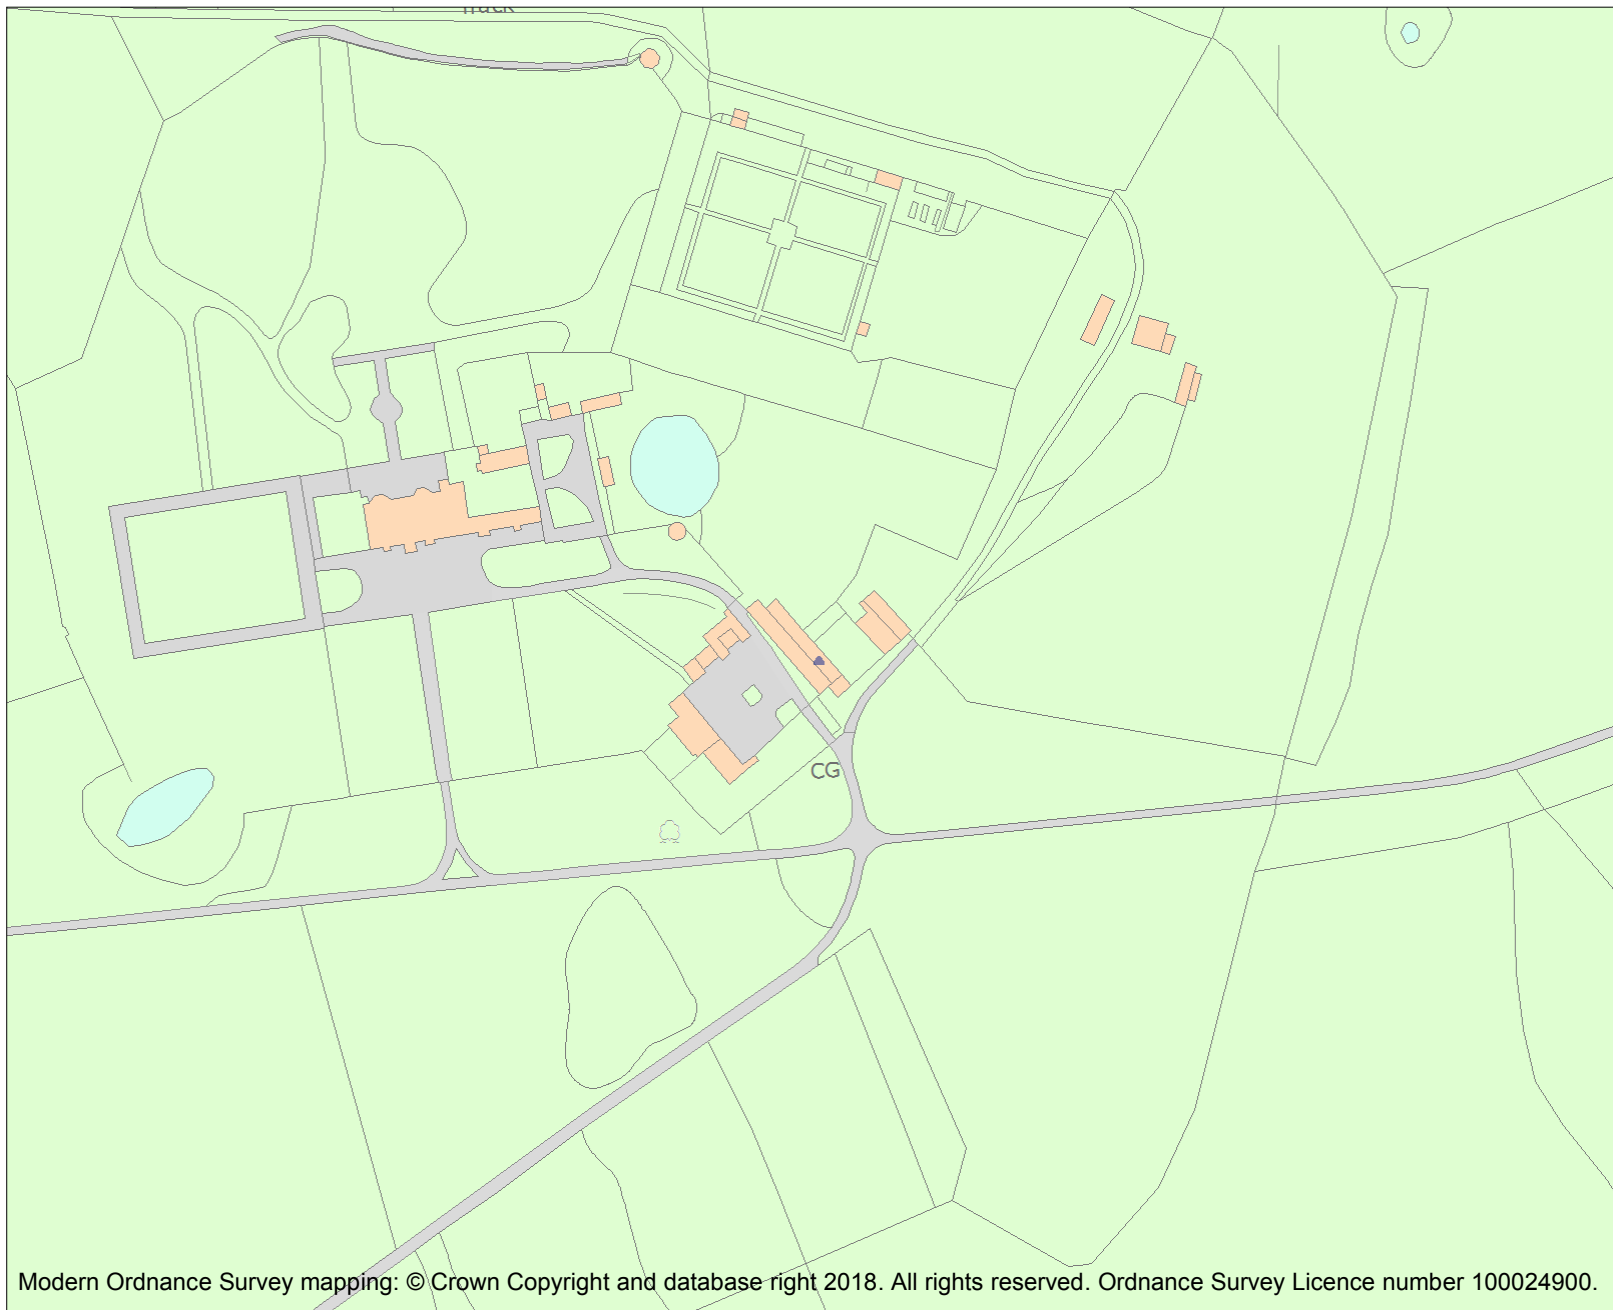 Track
CG
Modern Ordnance Survey mapping: © Crown Copyright and database right 2018. All rights reserved. Ordnance Survey Licence number 100024900.